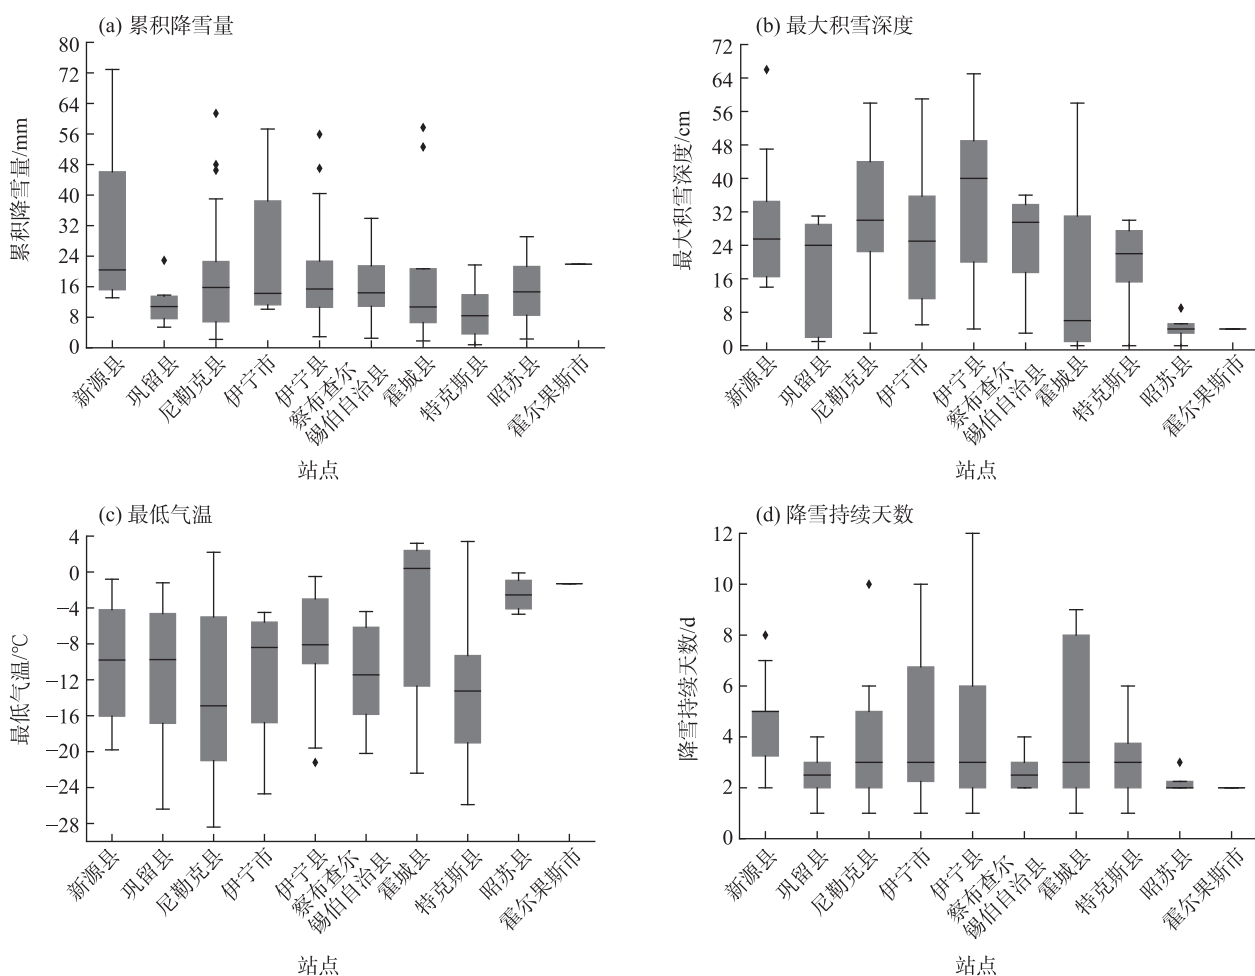 (a) 累积降雪量
累积降雪量/mm
80
72
64
56
48
40
32
24
16
8
0
新源县
巩留县
尼勒克县
伊宁市
伊宁县
察布查尔
锡伯自治县
霍城县
特克斯县
昭苏县
霍尔果斯市
站点
(b) 最大积雪深度
最大积雪深度/cm
72
64
56
48
40
32
24
16
8
0
新源县
巩留县
尼勒克县
伊宁市
伊宁县
察布查尔
锡伯自治县
霍城县
特克斯县
昭苏县
霍尔果斯市
站点
(c) 最低气温
最低气温/℃
4
0
−4
−8
−12
−16
−20
−24
−28
新源县
巩留县
尼勒克县
伊宁市
伊宁县
察布查尔
锡伯自治县
霍城县
特克斯县
昭苏县
霍尔果斯市
站点
(d) 降雪持续天数
降雪持续天数/d
12
10
8
6
4
2
0
新源县
巩留县
尼勒克县
伊宁市
伊宁县
察布查尔
锡伯自治县
霍城县
特克斯县
昭苏县
霍尔果斯市
站点